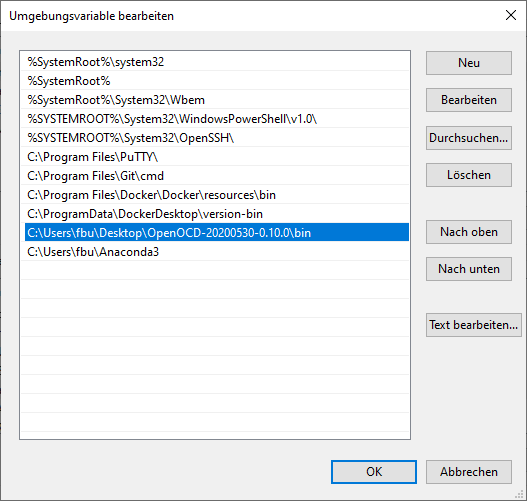 Umgebungsvariable bearbeiten
%SystemRoot%\system32
%SystemRoot%
%SystemRoot%\System32\Wbem
%SYSTEMROOT%\System32\WindowsPowerShell\v1.0\
%SYSTEMROOT%\System32\OpenSSH\
C:\Program Files\PuTTY\
C:\Program Files\Git\cmd
C:\Program Files\Docker\Docker\resources\bin
C:\ProgramData\DockerDesktop\version-bin
C:\Users\fbu\Desktop\OpenOCD-20200530-0.10.0\bin
C:\Users\fbu\Anaconda3
Neu
Bearbeiten
Durchsuchen...
Löschen
Nach oben
Nach unten
Text bearbeiten...
OK
Abbrechen